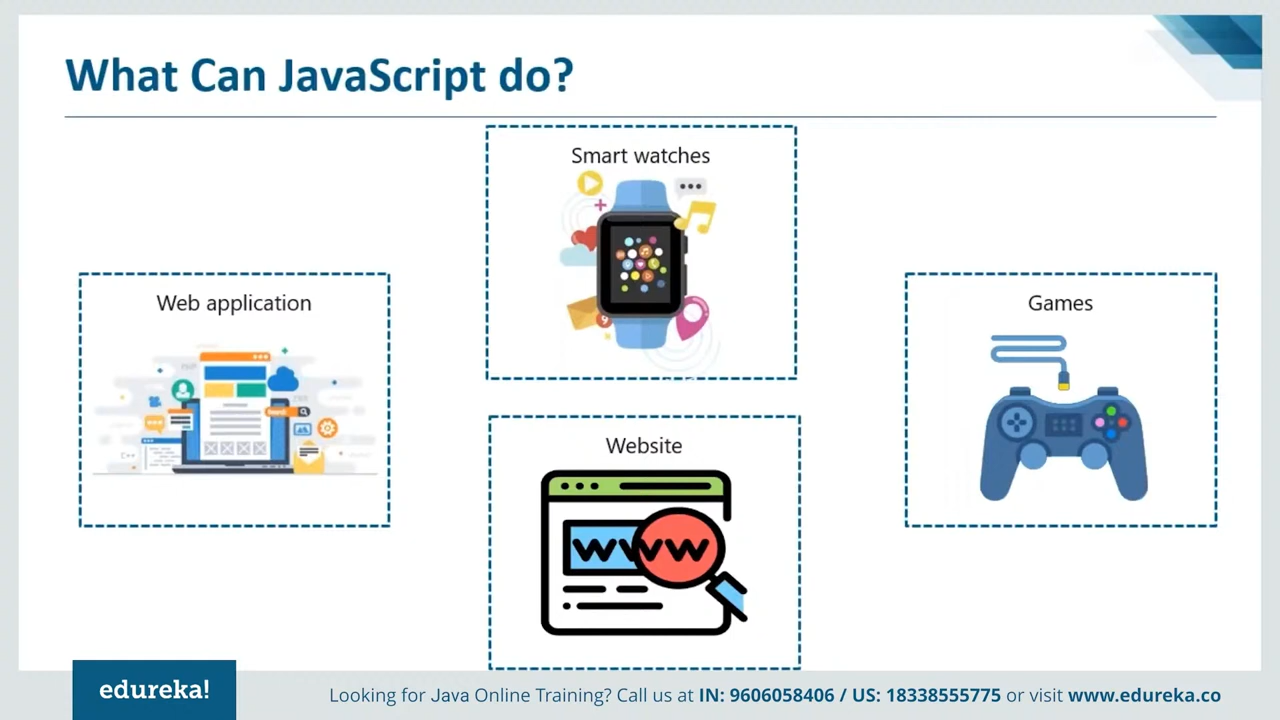 What Can JavaScript do?
Smart watches
Web application
Games
Website
WWW
edureka!
Looking for Java Online Training? Call us at IN: 9606058406 / US: 18338555775 or visit www.edureka.co